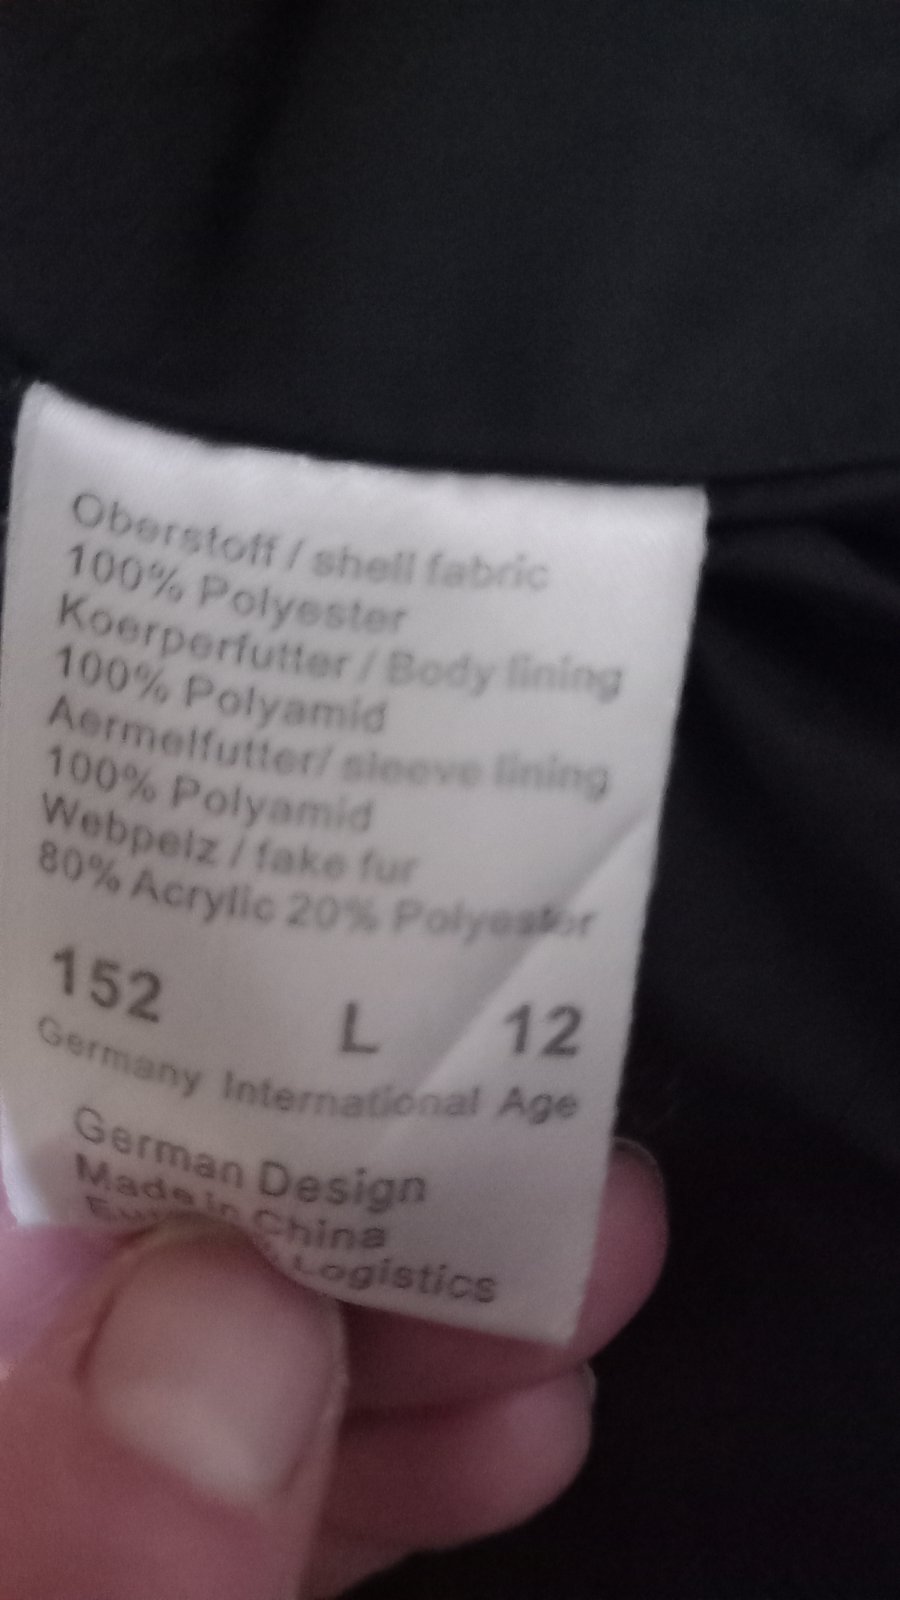 Oberstoff / shell fabric
100% Polyester
Koerperfutter / Body lining
100% Polyamid
Aermelfutter/ sleeve lining
100% Polyamid
Webpelz / fake fur
80% Acrylic 20% Polyester
152 L 12
Germany International Age
German Design
Made in China
Logistics